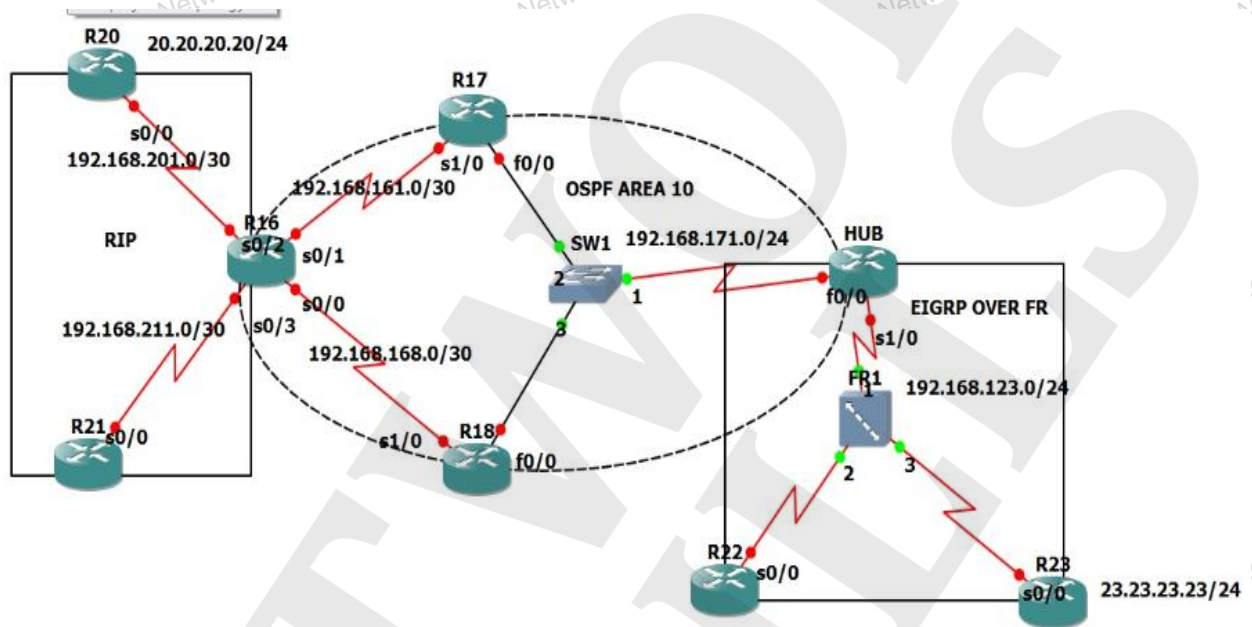 R20
20.20.20.20/24
s0/0
192.168.201.0/30
RIP
R16
s0/2
s0/1
s0/0
s0/3
192.168.211.0/30
R21
s0/0
R17
s1/0
f0/0
192.168.161.0/30
OSPF AREA 10
SW1
2
1
3
192.168.171.0/24
192.168.168.0/30
s1/0
R18
f0/0
HUB
f0/0
EIGRP OVER FR
s1/0
FR1
1
192.168.123.0/24
2
3
R22
s0/0
R23
s0/0
23.23.23.23/24